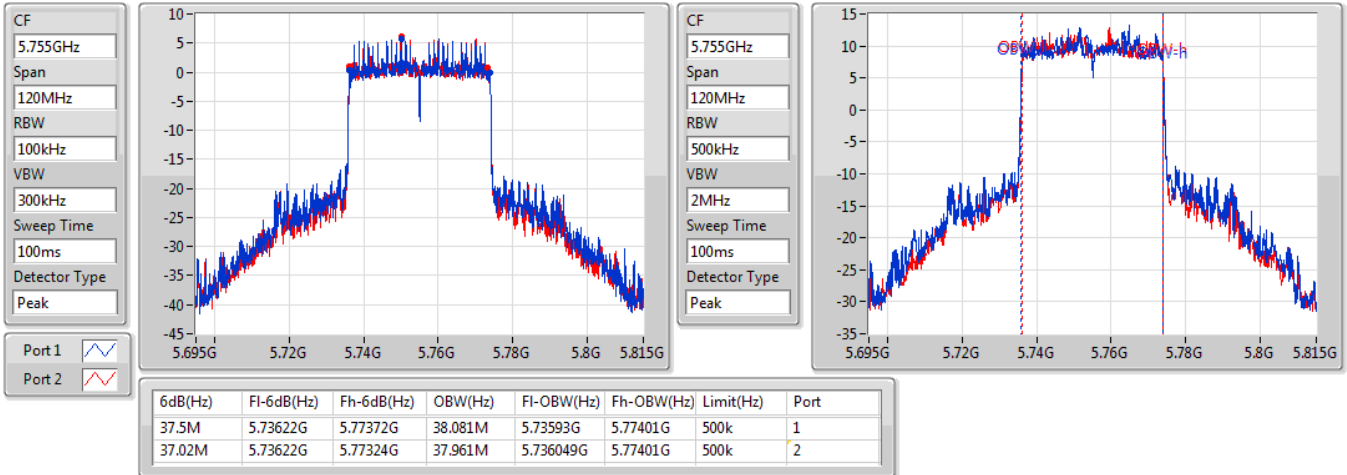 CF
5.755GHz
Span
120MHz
RBW
100kHz
VBW
300kHz
Sweep Time
100ms
Detector Type
Peak
Port 1
Port 2
10
5
0
-5
-10
-15
-20
-25
-30
-35
-40
-45
5.695G 5.72G 5.74G 5.76G 5.78G 5.8G 5.815G
CF
5.755GHz
Span
120MHz
RBW
500kHz
VBW
2MHz
Sweep Time
100ms
Detector Type
Peak
15
10
5
0
-5
-10
-15
-20
-25
-30
-35
5.695G 5.72G 5.74G 5.76G 5.78G 5.8G 5.815G
6dB(Hz) Fl-6dB(Hz) Fh-6dB(Hz) OBW(Hz) Fl-OBW(Hz) Fh-OBW(Hz) Limit(Hz) Port
37.5M 5.73622G 5.77372G 38.081M 5.73593G 5.77401G 500k 1
37.02M 5.73622G 5.77324G 37.961M 5.736049G 5.77401G 500k 2